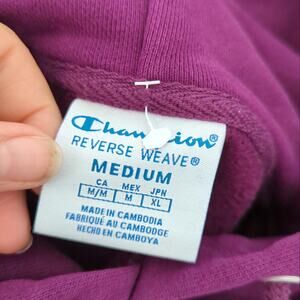 Champion
REVERSE WEAVE®
MEDIUM
CA MEX JPN
M/M M XL
MADE IN CAMBODIA
FABRIQUÉ AU CAMBODGE
HECHO EN CAMBOYA